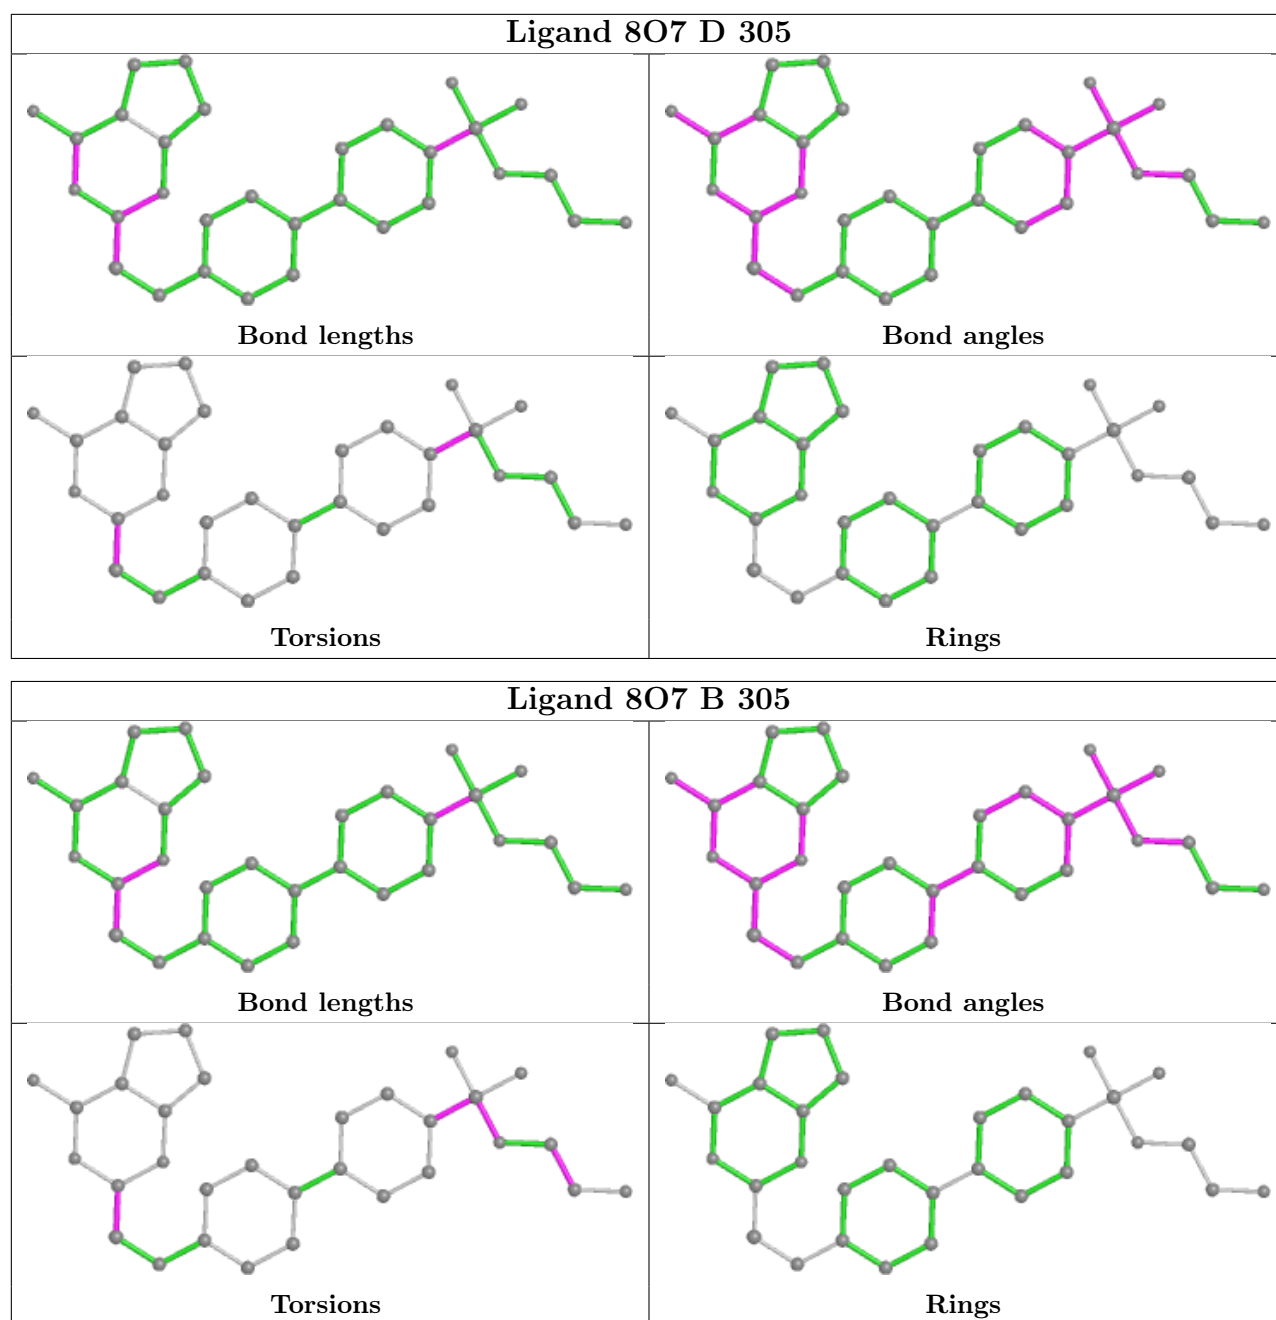 Ligand 8O7 D 305
Bond lengths
Bond angles
Torsions
Rings
Ligand 8O7 B 305
Bond lengths
Bond angles
Torsions
Rings